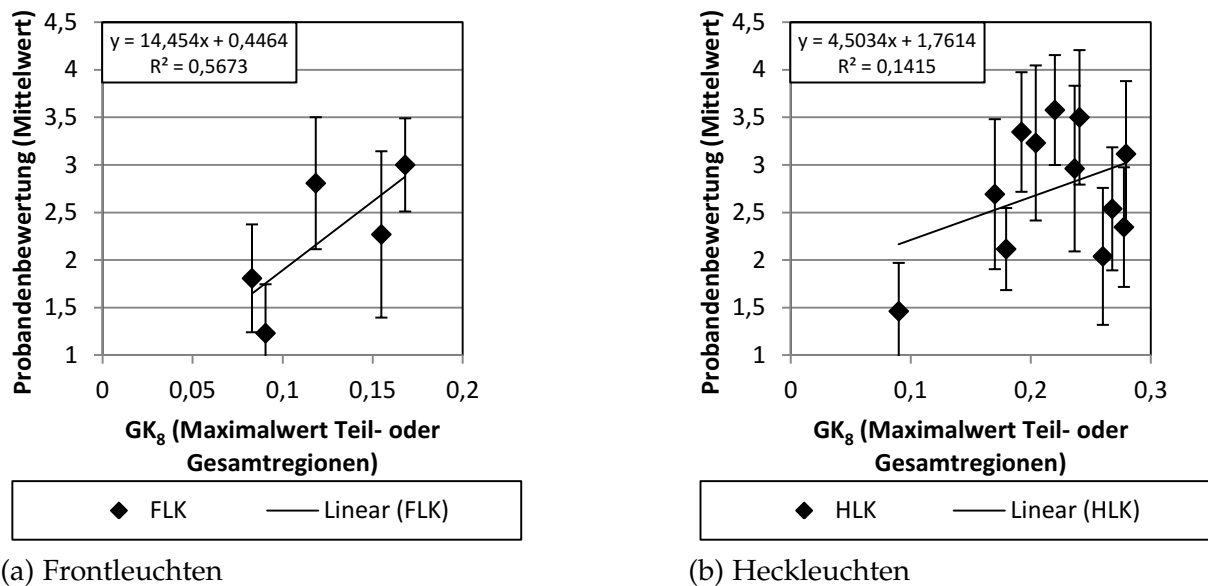 Probandenbewertung (Mittelwert)
4,5
4
3,5
3
2,5
2
1,5
1
y = 14,454x + 0,4464
R² = 0,5673
0
0,05
0,1
0,15
0,2
GK₈ (Maximalwert Teil- oder
Gesamtregionen)
FLK
Linear (FLK)
(a) Frontleuchten
Probandenbewertung (Mittelwert)
4,5
4
3,5
3
2,5
2
1,5
1
y = 4,5034x + 1,7614
R² = 0,1415
0
0,1
0,2
0,3
GK₈ (Maximalwert Teil- oder
Gesamtregionen)
HLK
Linear (HLK)
(b) Heckleuchten